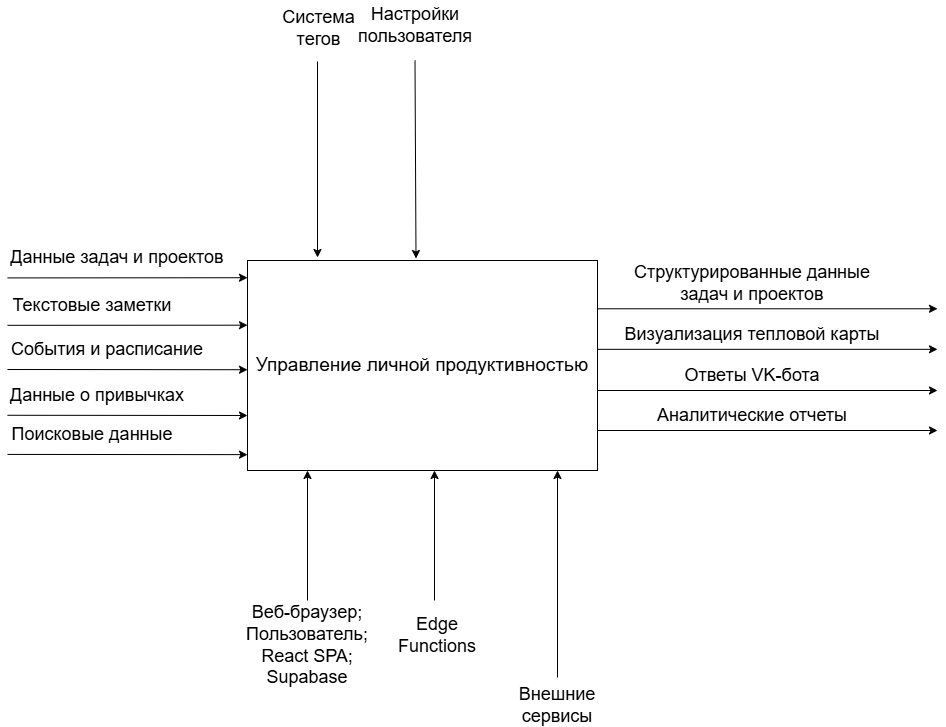 Система
тегов
Настройки
пользователя
Данные задач и проектов
Текстовые заметки
События и расписание
Данные о привычках
Поисковые данные
Управление личной продуктивностью
Структурированные данные
задач и проектов
Визуализация тепловой карты
Ответы VK-бота
Аналитические отчеты
Веб-браузер;
Пользователь;
React SPA;
Supabase
Edge
Functions
Внешние
сервисы